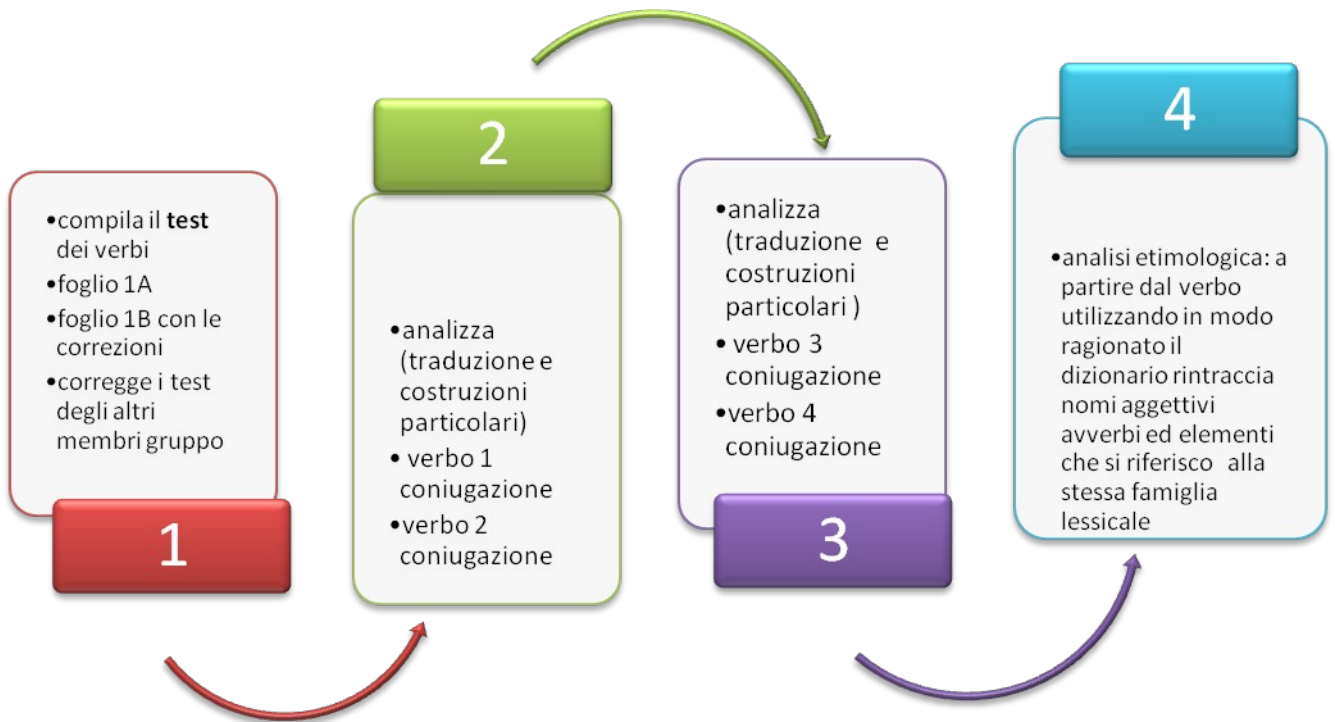 •compila il test
dei verbi
•foglio 1A
•foglio 1B con le
correzioni
•corregge i test
degli altri
membri gruppo
1
2
•analizza
(traduzione e
costruzioni
particolari)
• verbo 1
coniugazione
•verbo 2
coniugazione
•analizza
(traduzione e
costruzioni
particolari )
• verbo 3
coniugazione
•verbo 4
coniugazione
3
4
•analisi etimologica: a
partire dal verbo
utilizzando in modo
ragionato il
dizionario rintraccia
nomi aggettivi
avverbi ed elementi
che si riferisco alla
stessa famiglia
lessicale